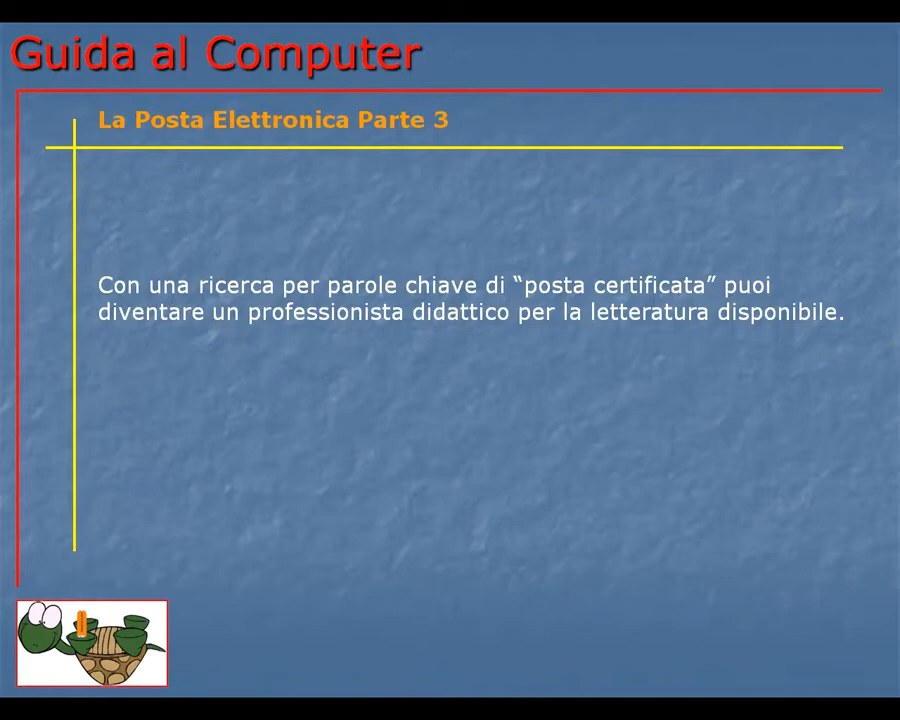 Guida al Computer
La Posta Elettronica Parte 3
Con una ricerca per parole chiave di “posta certificata” puoi
diventare un professionista didattico per la letteratura disponibile.